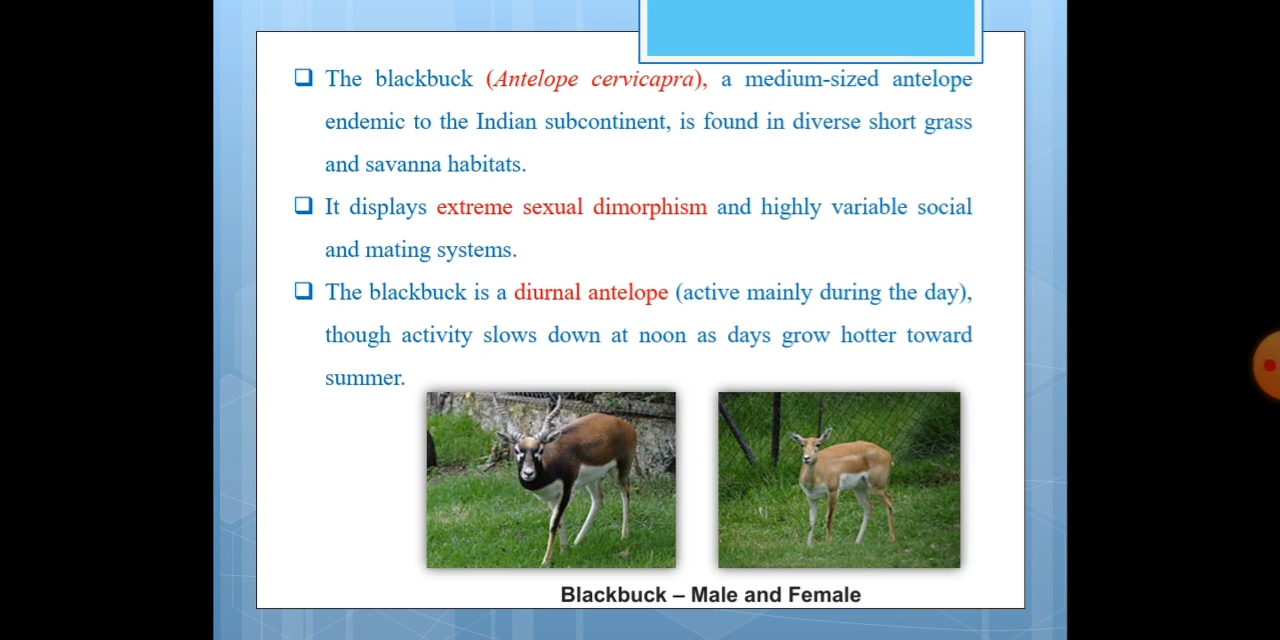 ❑ The blackbuck (Antelope cervicapra), a medium-sized antelope
endemic to the Indian subcontinent, is found in diverse short grass
and savanna habitats.
❑ It displays extreme sexual dimorphism and highly variable social
and mating systems.
❑ The blackbuck is a diurnal antelope (active mainly during the day),
though activity slows down at noon as days grow hotter toward
summer.
Blackbuck – Male and Female